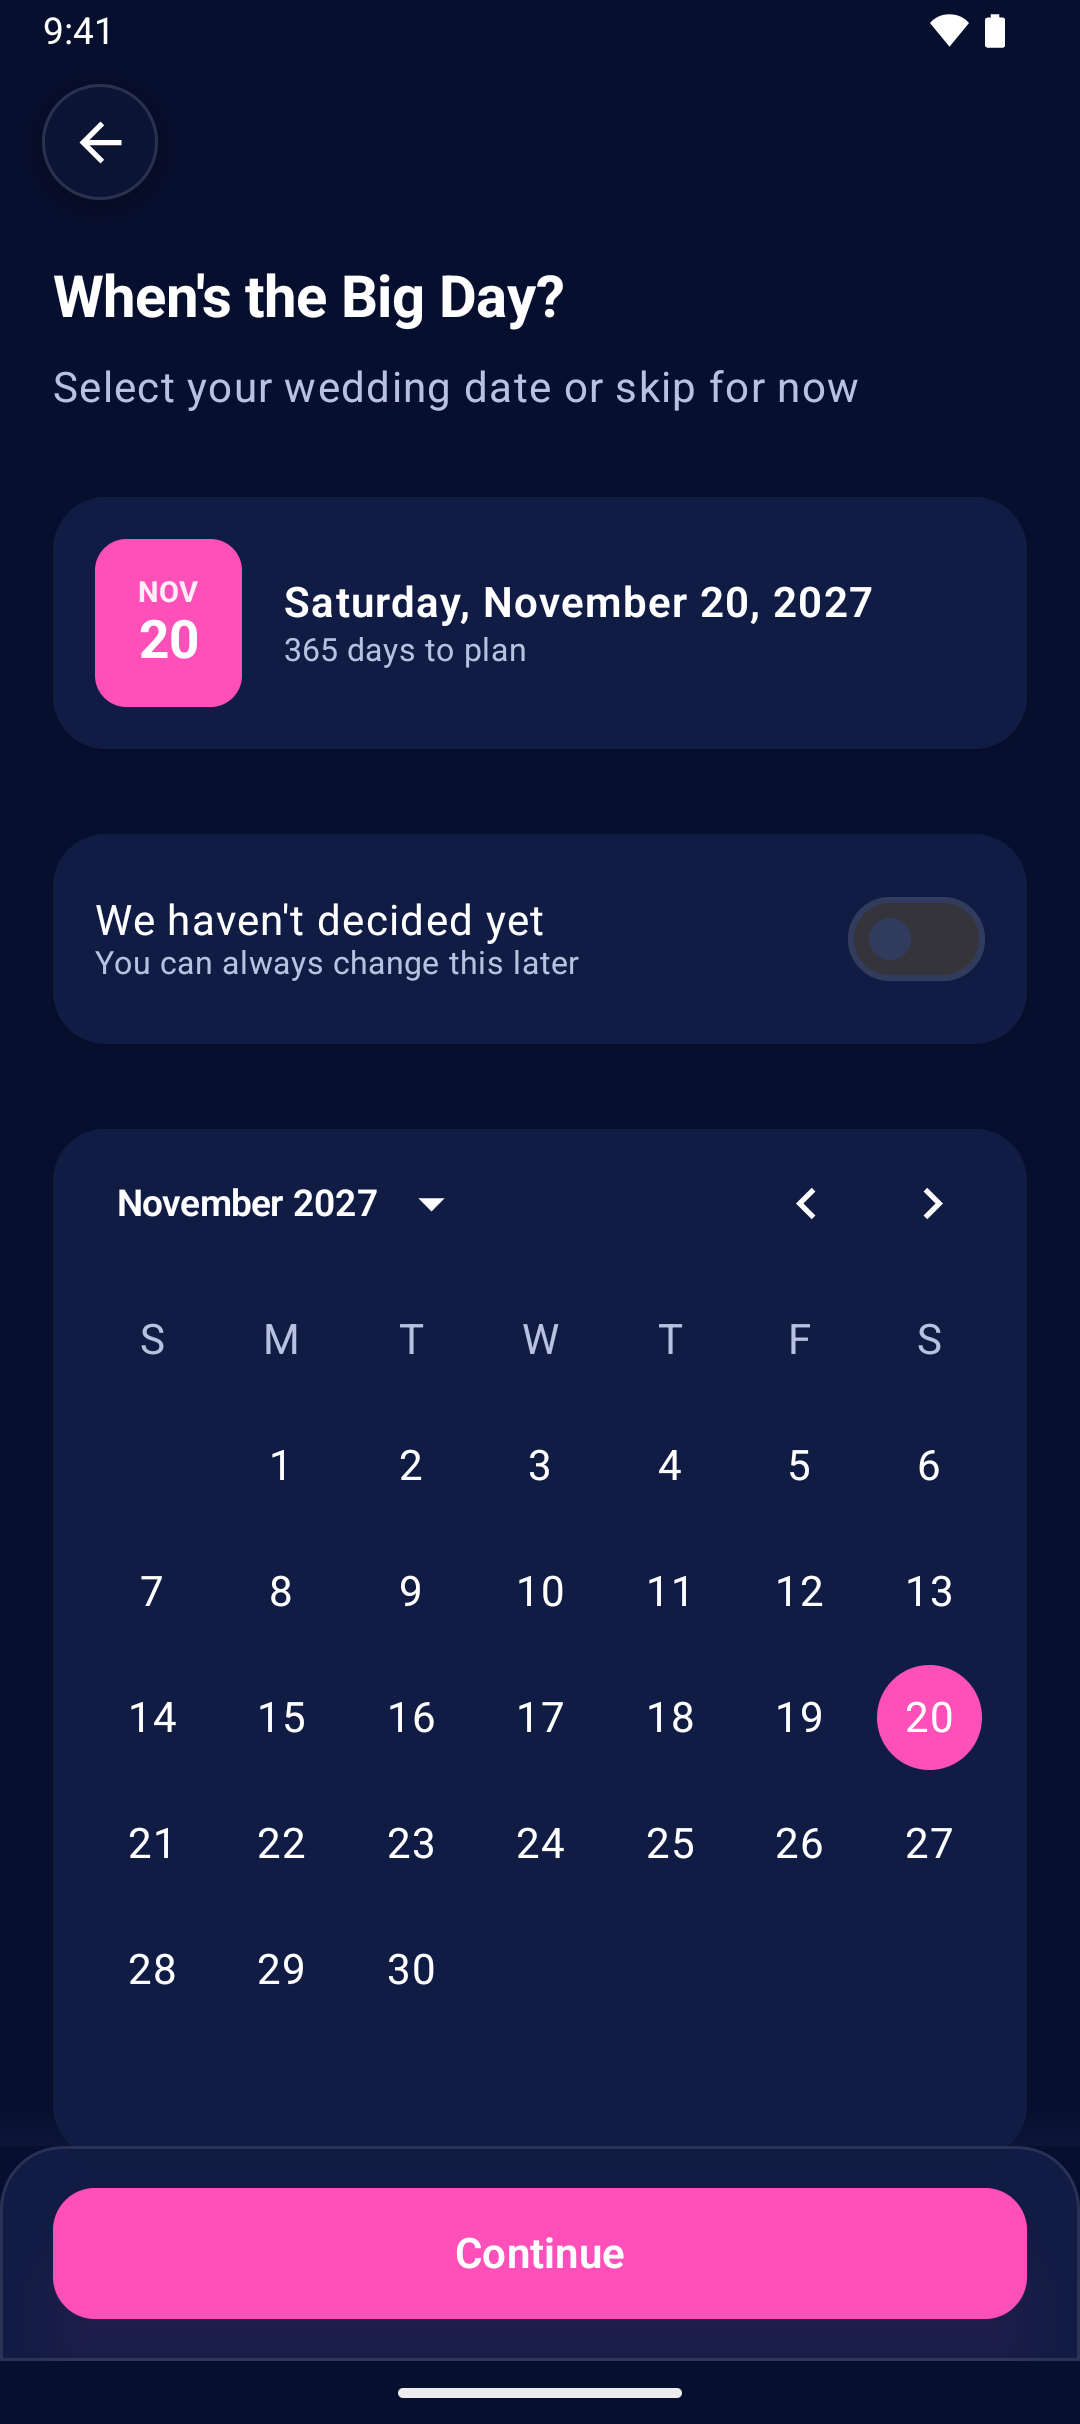 9:41
When's the Big Day?
Select your wedding date or skip for now
NOV
20
Saturday, November 20, 2027
365 days to plan
We haven't decided yet
You can always change this later
November 2027
S M T W T F S
1 2 3 4 5 6
7 8 9 10 11 12 13
14 15 16 17 18 19 20
21 22 23 24 25 26 27
28 29 30
Continue